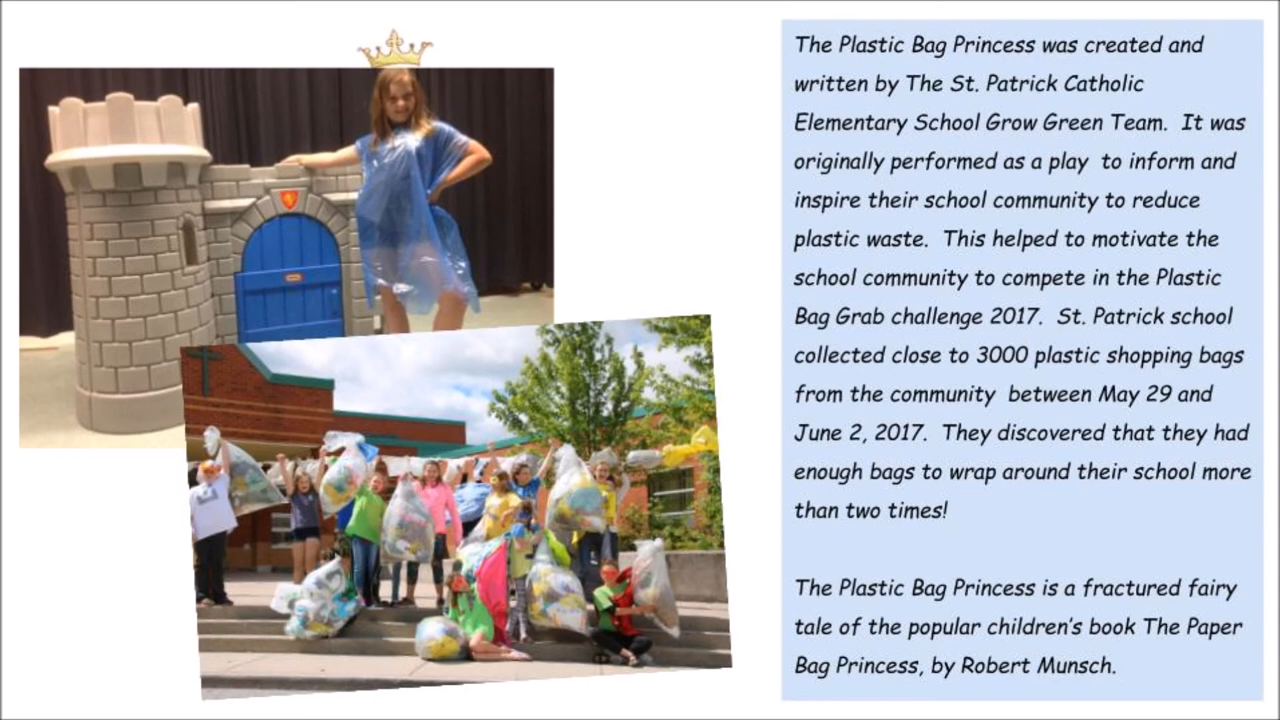 The Plastic Bag Princess was created and
written by The St. Patrick Catholic
Elementary School Grow Green Team.  It was
originally performed as a play  to inform and
inspire their school community to reduce
plastic waste.  This helped to motivate the
school community to compete in the Plastic
Bag Grab challenge 2017.  St. Patrick school
collected close to 3000 plastic shopping bags
from the community  between May 29 and
June 2, 2017.  They discovered that they had
enough bags to wrap around their school more
than two times!
The Plastic Bag Princess is a fractured fairy
tale of the popular children's book The Paper
Bag Princess, by Robert Munsch.